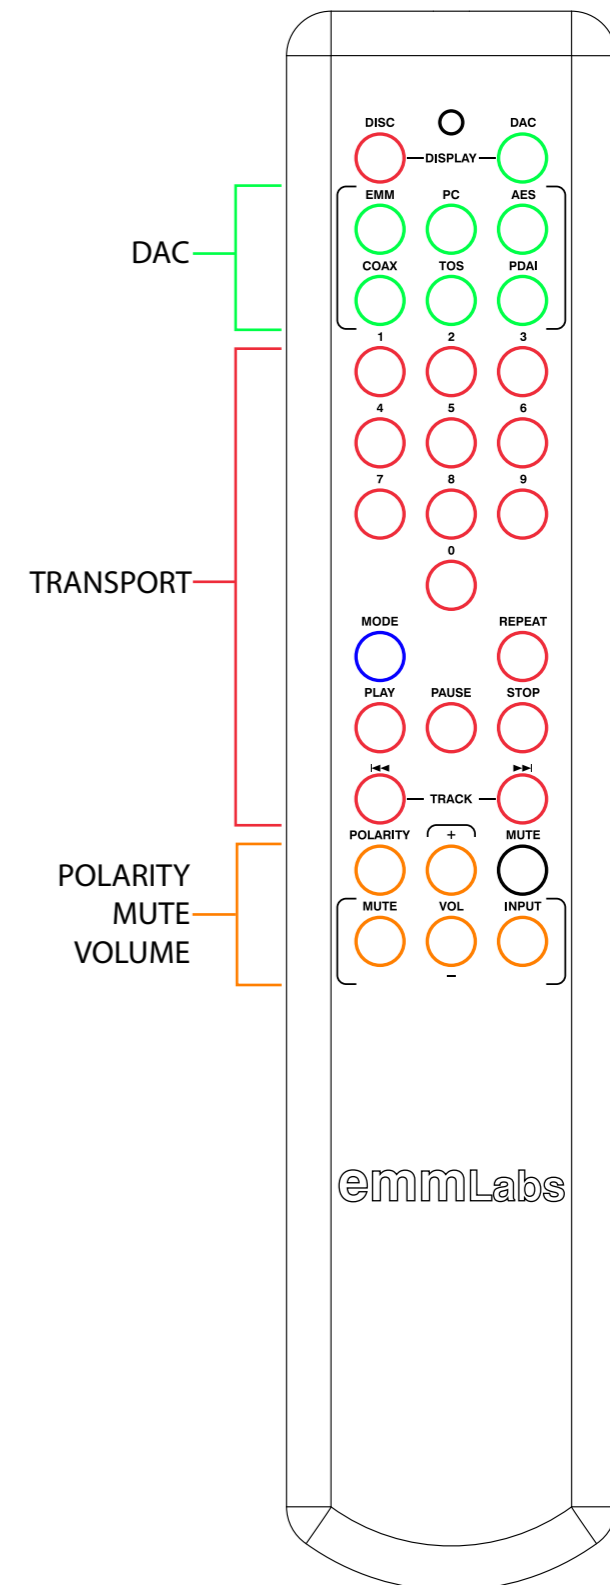 DISC DAC
DISPLAY
DAC
EMM PC AES
COAX TOS PDAI
TRANSPORT
1 2 3
4 5 6
7 8 9
0
MODE REPEAT
PLAY PAUSE STOP
TRACK
POLARITY
MUTE
VOLUME
POLARITY + MUTE
MUTE VOL INPUT
–
emmLabs